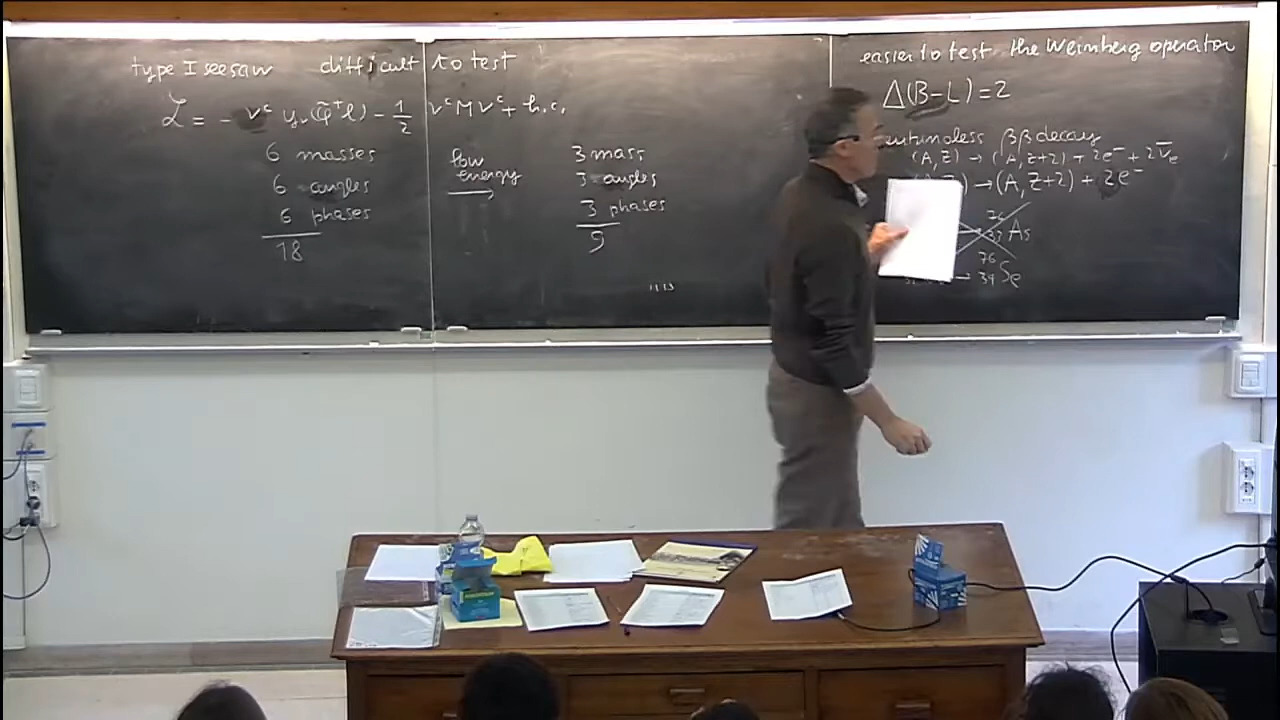 type I seesaw difficult to test
ℒ = - ν^c y_ν (φ̃^+ l) - 1/2 ν^c M ν^c + h.c.
6 masses
6 angles
6 phases
18
low energy →
3 mass
3 angles
3 phases
9
easier to test the Weinberg operator
Δ(B-L) = 2
ββ decay
(A, Z) → (A, Z+2) + 2e^- + 2ν̄_e
→ (A, Z+2) + 2e^-
76 33 As
→ 76 34 Se